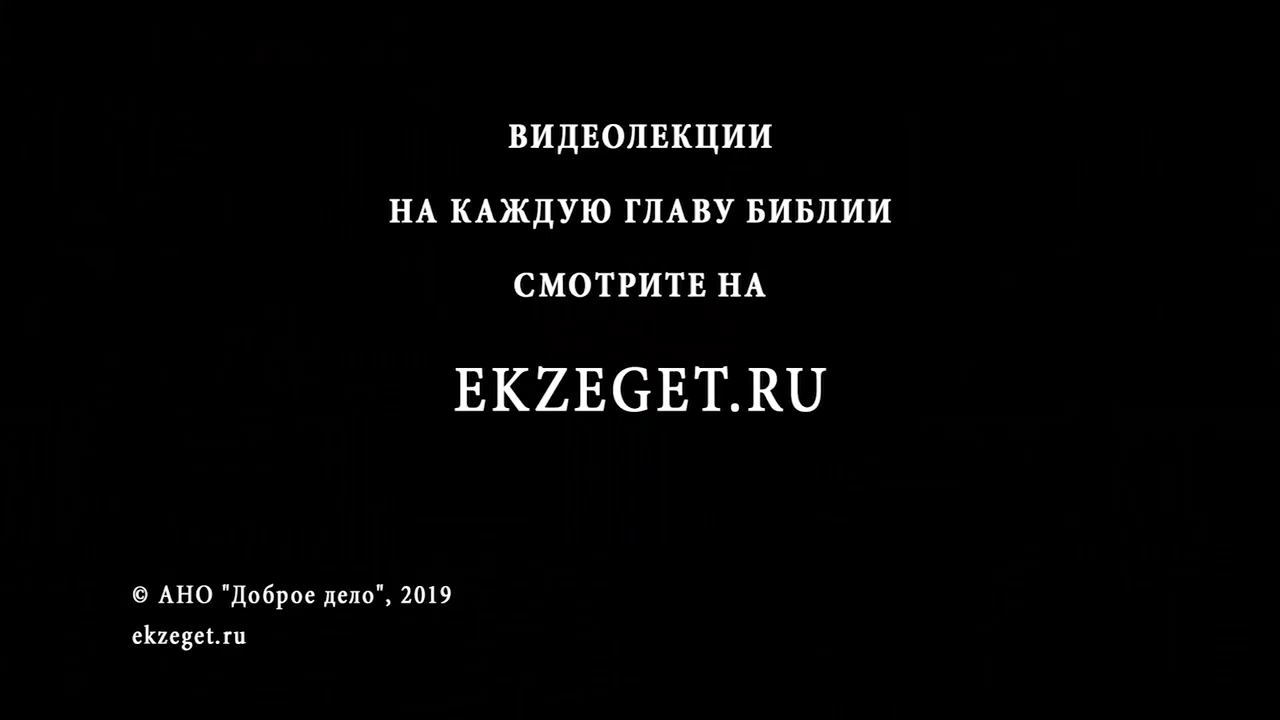 ВИДЕОЛЕКЦИИ
НА КАЖДУЮ ГЛАВУ БИБЛИИ
СМОТРИТЕ НА
EKZEGET.RU
© АНО "Доброе дело", 2019
ekzeget.ru